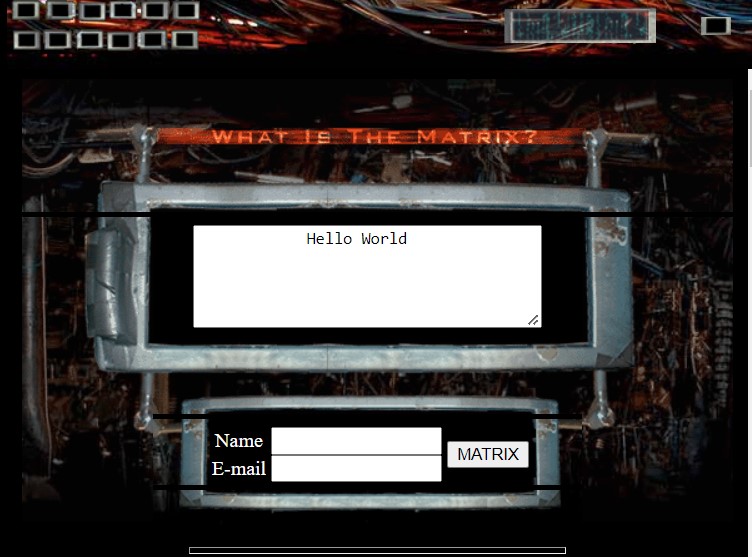 What Is The Matrix?
Hello World
Name
MATRIX
E-mail